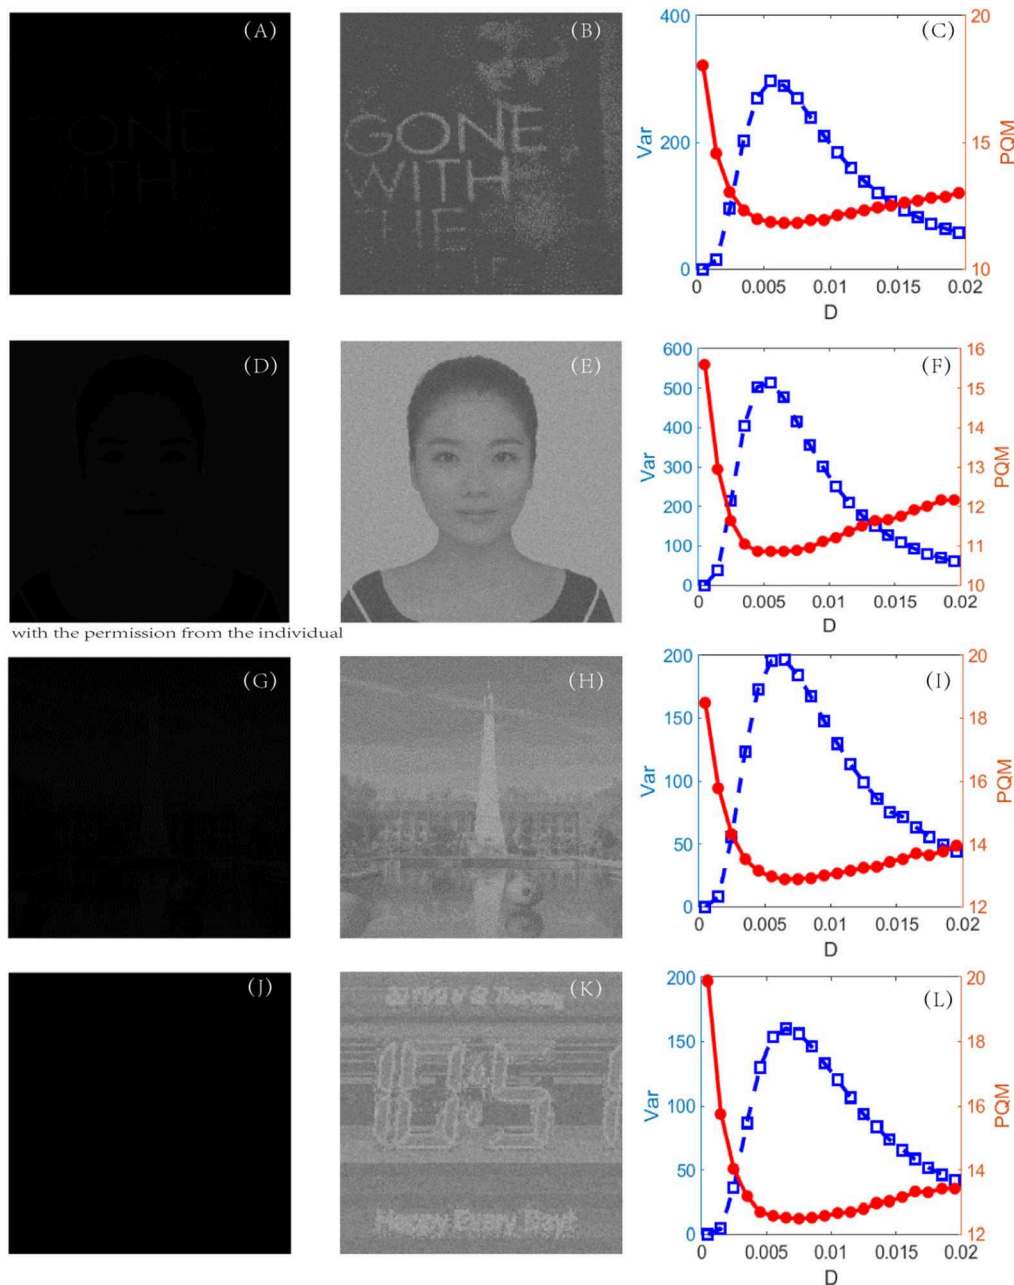 (A)
GONE
WITH
THE
(B)
GONE
WITH
THE
(C)
Var
PQM
400
200
0
20
15
10
0 0.005 0.01 0.015 0.02
D
(D)
(E)
(F)
Var
PQM
600
500
400
300
200
100
0
16
15
14
13
12
11
10
0 0.005 0.01 0.015 0.02
D
with the permission from the individual
(G)
(H)
(I)
Var
PQM
200
150
100
50
0
20
18
16
14
12
0 0.005 0.01 0.015 0.02
D
(J)
(K)
Happy Every Day!
(L)
Var
PQM
200
150
100
50
0
20
18
16
14
12
0 0.005 0.01 0.015 0.02
D